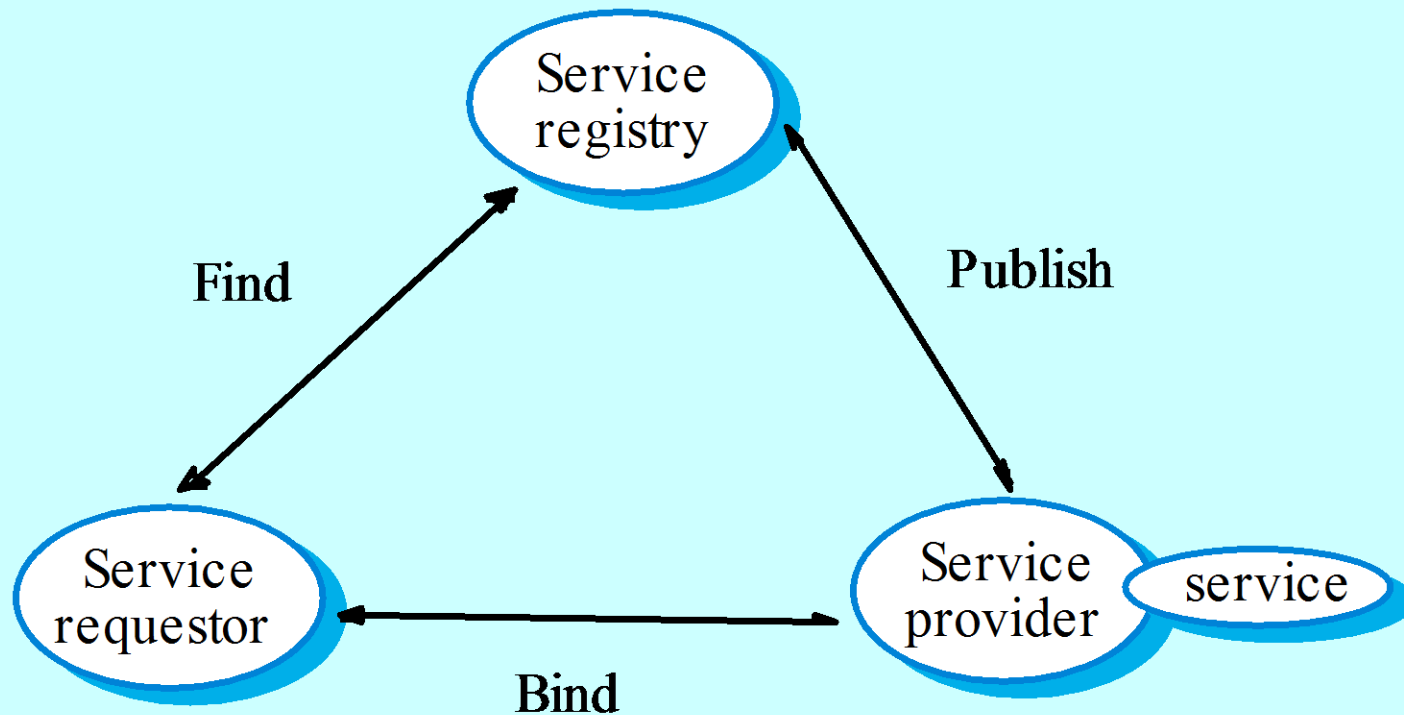 Service
registry
Find
Publish
Service
requestor
Service
provider
service
Bind